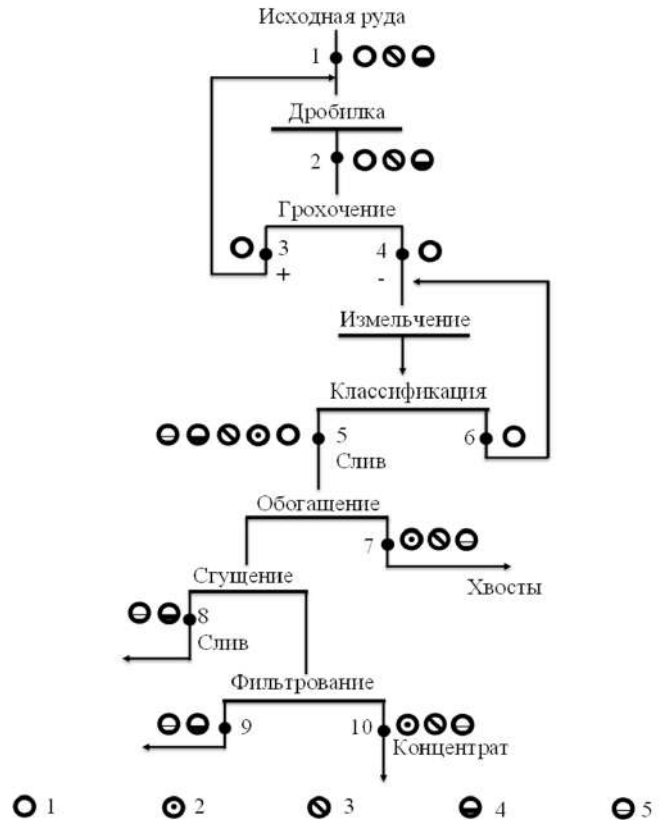 Исходная руда
1
Дробилка
2
Грохочение
3 4
+ -
Измельчение
Классификация
5 6
Слив
Обогащение
7
Хвосты
Сгущение
8
Слив
Фильтрование
9 10
Концентрат
1 2 3 4 5